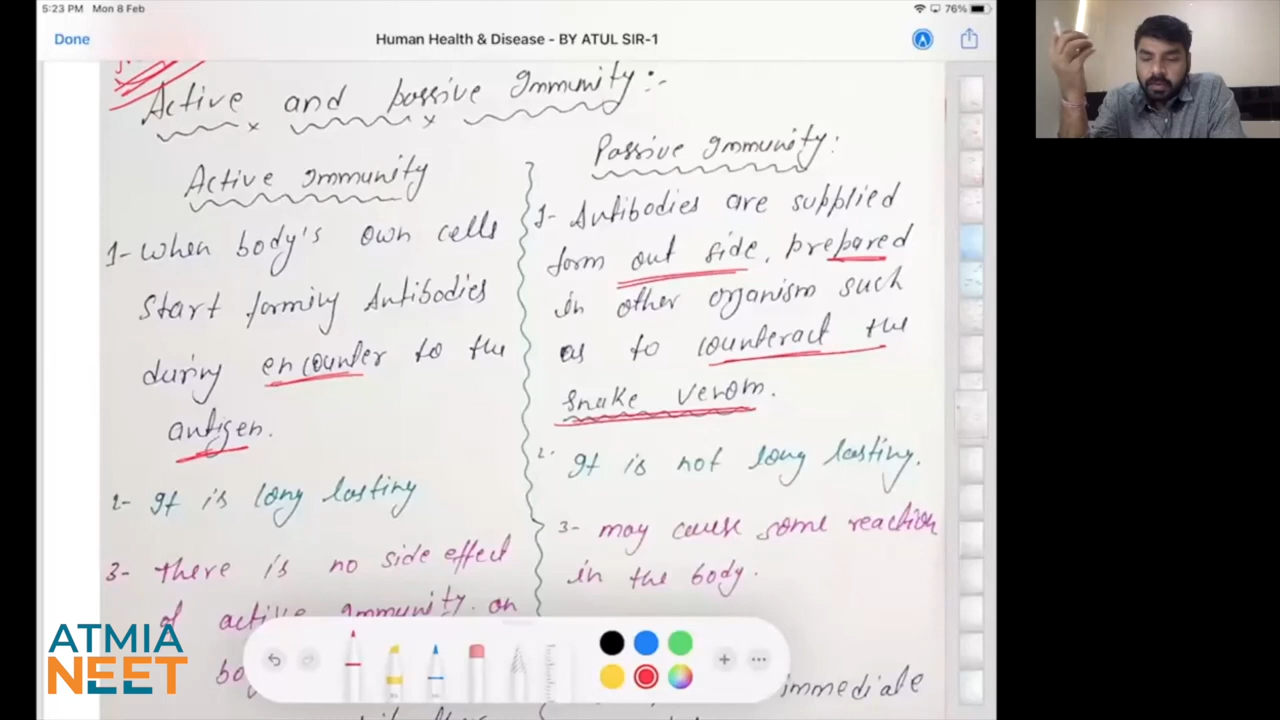 5:23 PM Mon 8 Feb
76%
Done
Human Health & Disease - BY ATUL SIR-1
Active and passive Immunity:-
Active Immunity
1- When body's own cells
start forming Antibodies
during encounter to the
antigen.
2- It is long lasting
3- There is no side effect
of active immunity on
Passive Immunity:
1- Antibodies are supplied
form out side, prepared
in other organism such
as to counteract the
snake venom.
2- It is not long lasting.
3- may cause some reaction
in the body.
immediate
ATMIA
NEET